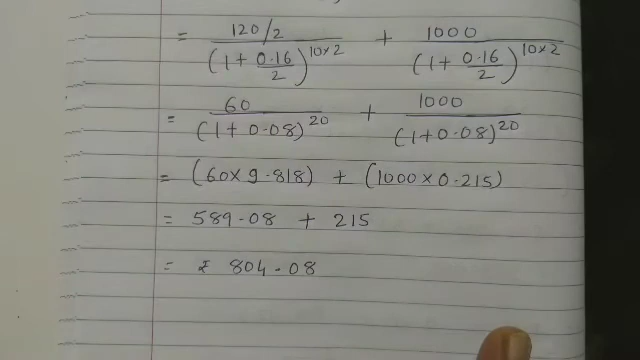 = 120/2 / (1 + 0.16/2)^10×2 + 1000 / (1 + 0.16/2)^10×2
= 60 / (1 + 0.08)^20 + 1000 / (1 + 0.08)^20
= (60 × 9.818) + (1000 × 0.215)
= 589.08 + 215
= ₹ 804.08